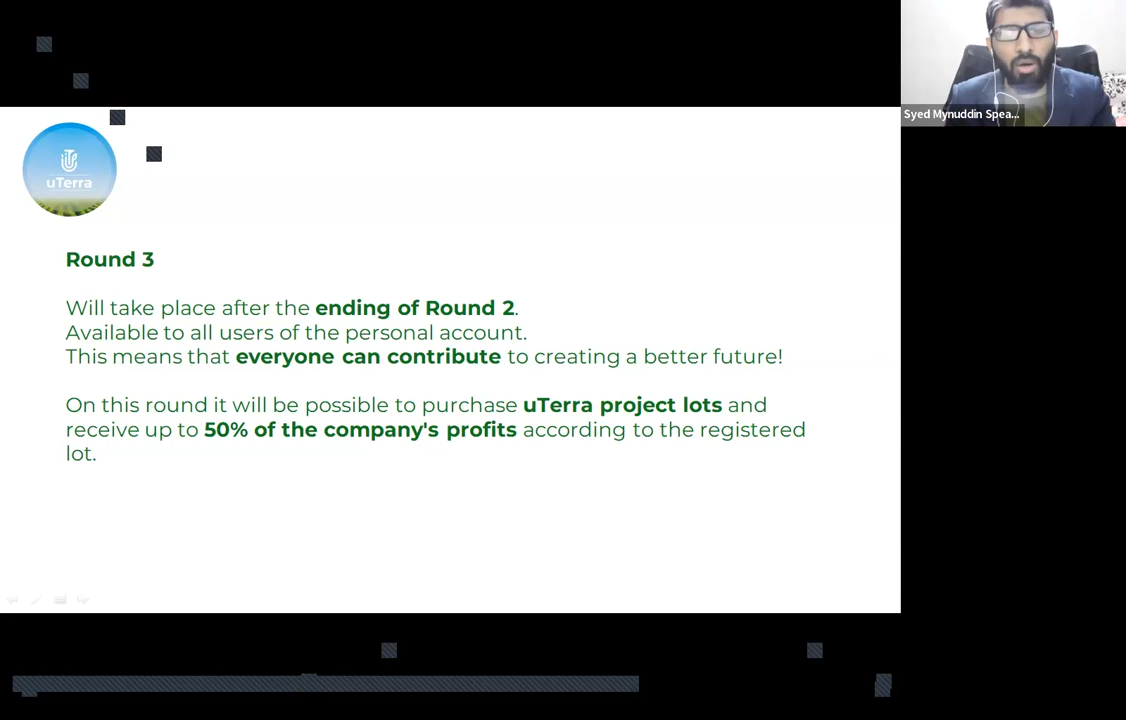 Syed Mynuddin Spea...
uTerra
Round 3
Will take place after the ending of Round 2.
Available to all users of the personal account.
This means that everyone can contribute to creating a better future!
On this round it will be possible to purchase uTerra project lots and
receive up to 50% of the company's profits according to the registered
lot.